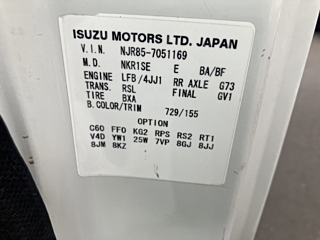 ISUZU MOTORS LTD. JAPAN
V.I.N. NJR85-7051169
M.D. NKR1SE E BA/BF
ENGINE LFB/4JJ1 RR AXLE G73
TRANS. RSL FINAL GV1
TIRE BXA
B.COLOR/TRIM 729/155
OPTION
C60 FF0 KG2 RPS RS2 RT1
V4D YW1 25W 7VP 8GJ 8JJ
8JM 8KZ